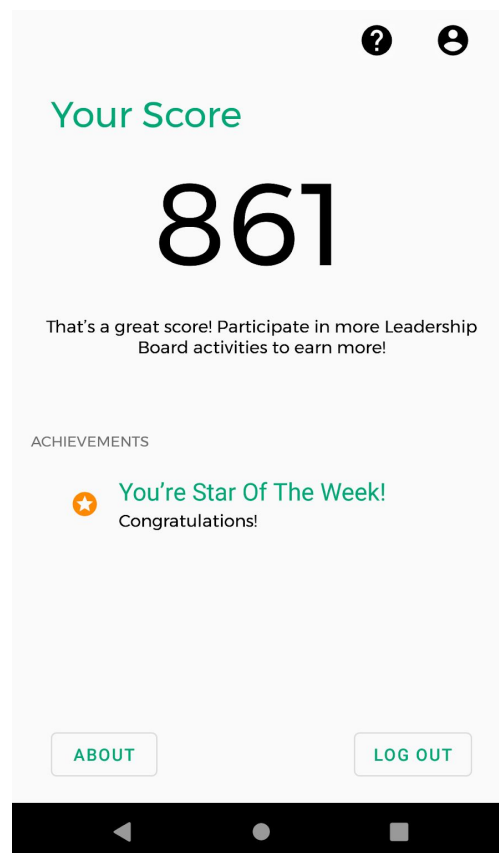 Your Score
861
That's a great score! Participate in more Leadership
Board activities to earn more!
ACHIEVEMENTS
You're Star Of The Week!
Congratulations!
ABOUT
LOG OUT